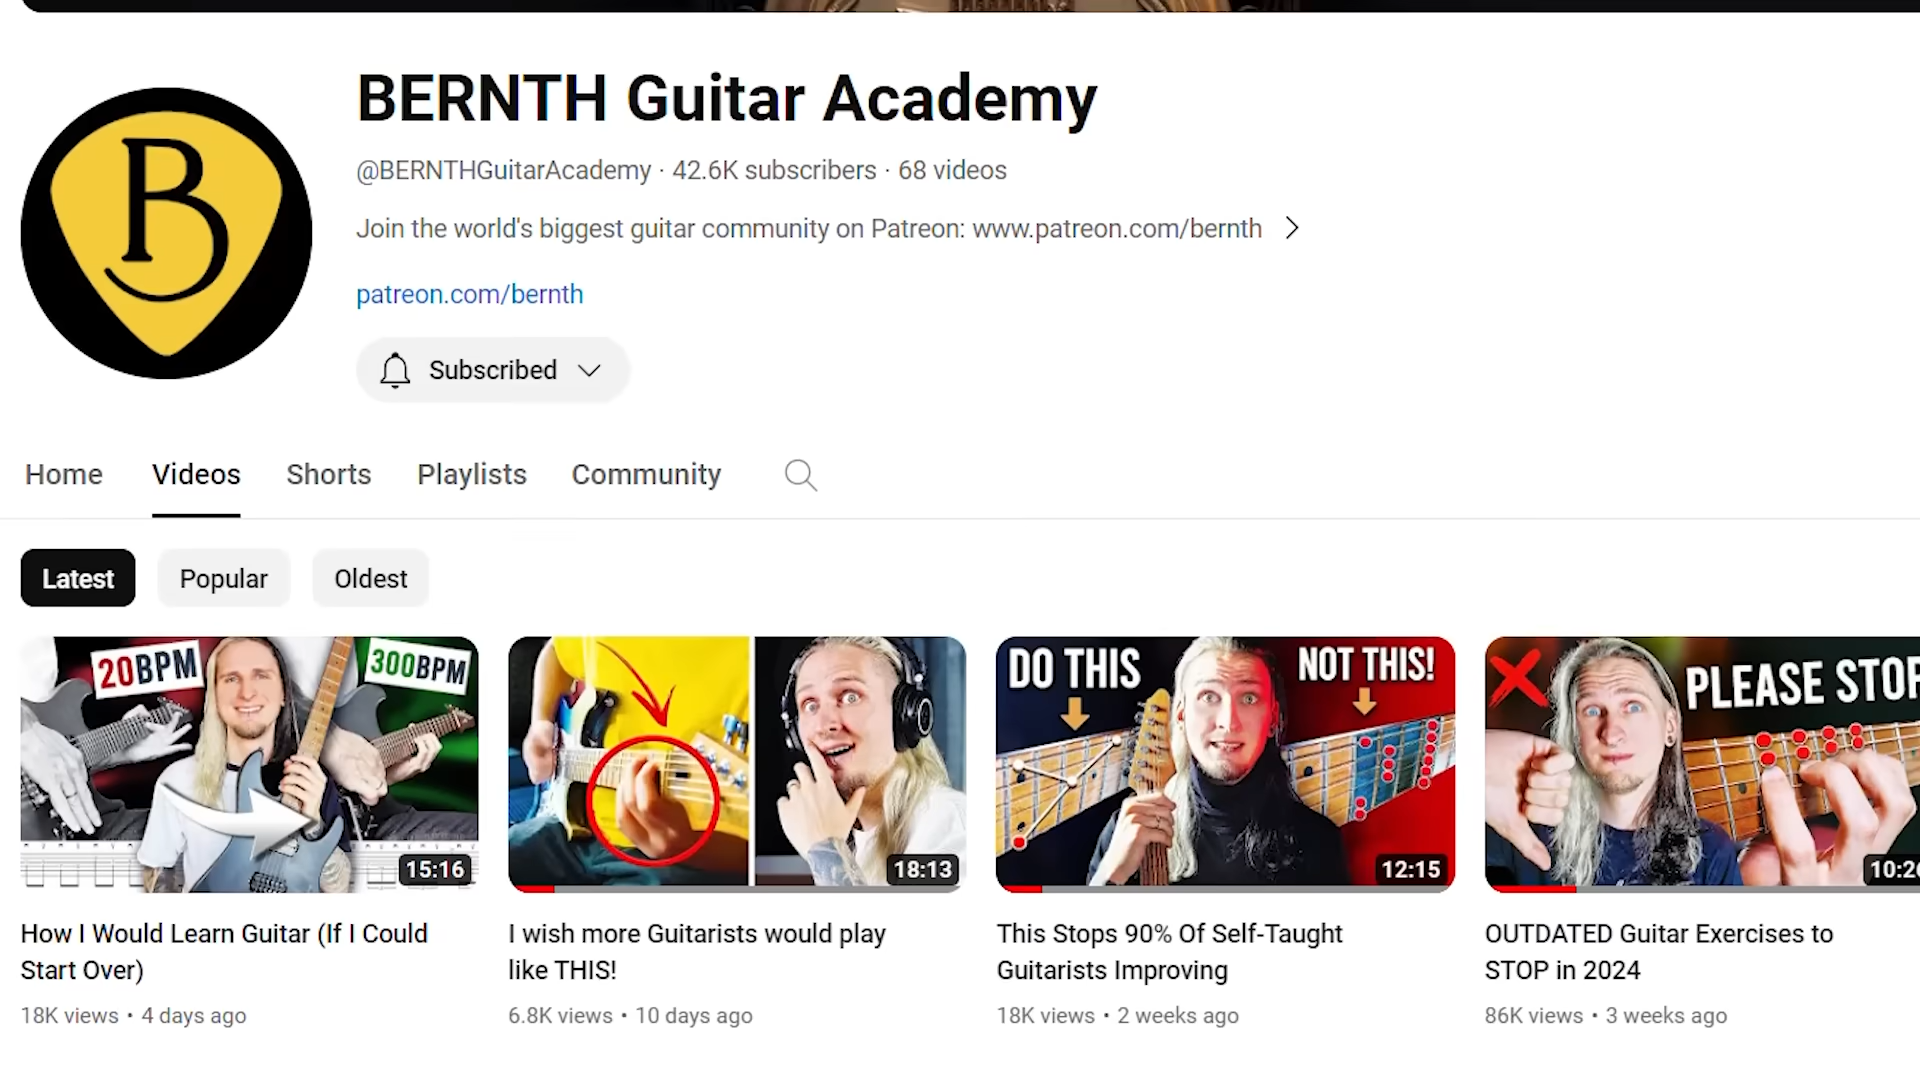 B
BERNTH Guitar Academy
@BERNTHGuitarAcademy · 42.6K subscribers · 68 videos
Join the world's biggest guitar community on Patreon: www.patreon.com/bernth
patreon.com/bernth
Subscribed
Home Videos Shorts Playlists Community
Latest Popular Oldest
20BPM 300BPM
15:16
18:13
DO THIS NOT THIS!
12:15
PLEASE STOP
10:26
How I Would Learn Guitar (If I Could
Start Over)
18K views • 4 days ago
I wish more Guitarists would play
like THIS!
6.8K views • 10 days ago
This Stops 90% Of Self-Taught
Guitarists Improving
18K views • 2 weeks ago
OUTDATED Guitar Exercises to
STOP in 2024
86K views • 3 weeks ago